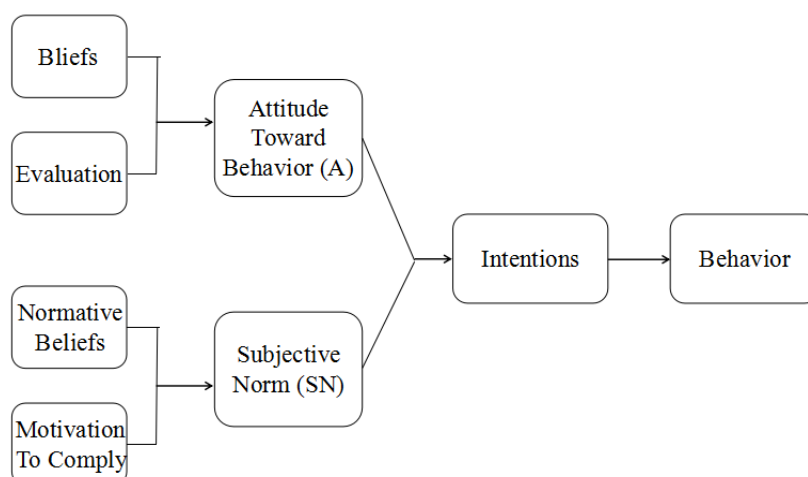 Bliefs
Evaluation
Attitude
Toward
Behavior (A)
Normative
Beliefs
Motivation
To Comply
Subjective
Norm (SN)
Intentions
Behavior